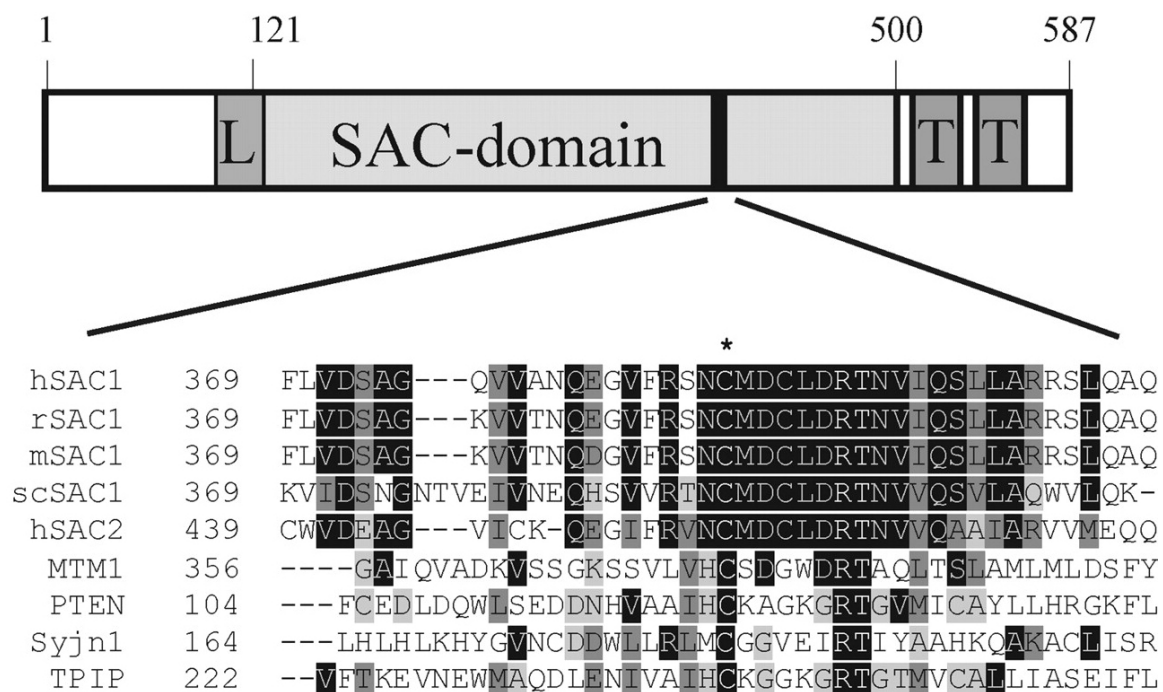 1 121 500 587
L SAC-domain T T
*
hSAC1 369 FLVDSAG---QVVANQEGVFRSNCMDCLDRTNVIQSLLARRSLQAQ
rSAC1 369 FLVDSAG---KVVTNQEGVFRSNCMDCLDRTNVIQSLLARRSLQAQ
mSAC1 369 FLVDSAG---KVVTNQDGVFRSNCMDCLDRTNVIQSLLARRSLQAQ
scSAC1 369 KVIDSNGNTVEIVNEQHSVVRTNCMDCLDRTNVVQSVLAQWVLQK-
hSAC2 439 CWVDEAG---VICK-QEGIFRVNCMDCLDRTNVVQAAIARVVMEQQ
MTM1 356 ----GAIQVADKVSSGKSSVLVHCSDGWDRTAQLTSLAMLMLDSFY
PTEN 104 ---FCEDLDQWLSEDDNHVAAIHCKAGKGRTGVMICAYLLHRGKFL
Syjn1 164 ---LHLHLKHYGVNCDDWLLRLMCGGVEIRTIYAAHKQAKACLISR
TPIP 222 --VFTKEVNEWMAQDLENIVAIHCKGGKGRTGTMVCALLIASEIFL